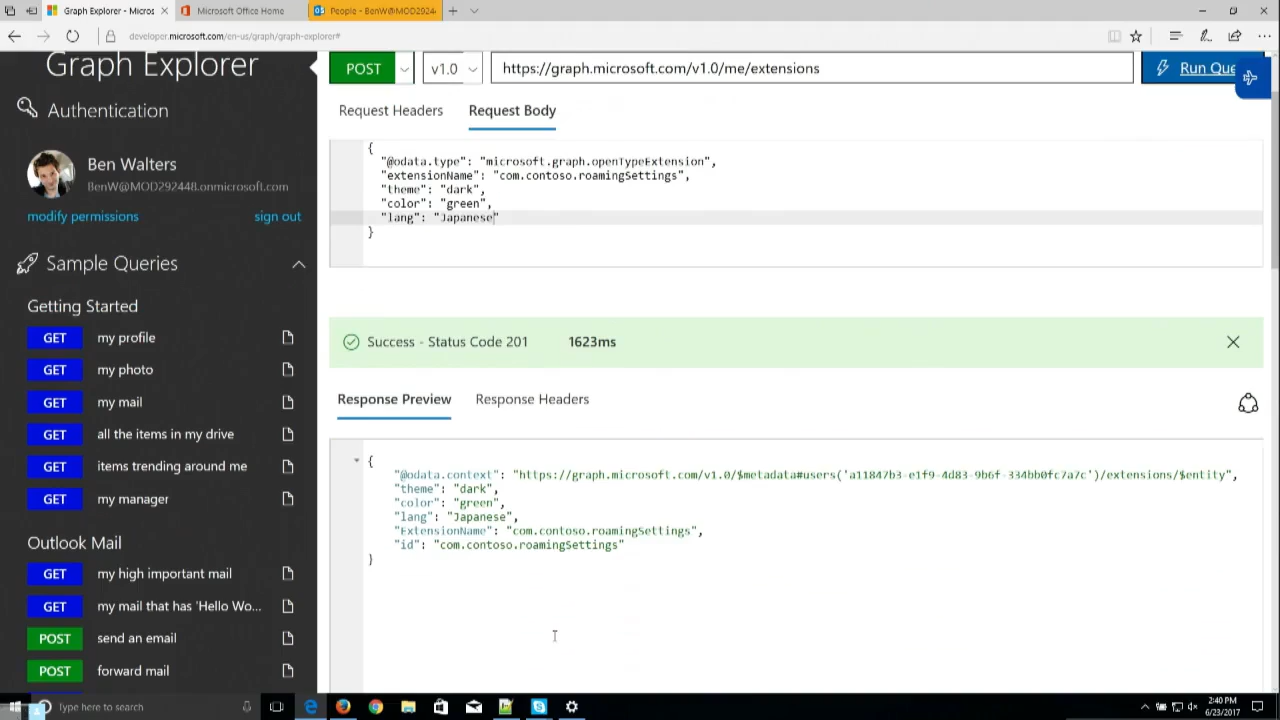 Graph Explorer - Micros
Microsoft Office Home
People - BenW@MOD2924
developer.microsoft.com/en-us/graph/graph-explorer#
Graph Explorer
Authentication
Ben Walters
BenW@MOD292448.onmicrosoft.com
modify permissions
sign out
Sample Queries
Getting Started
GET my profile
GET my photo
GET my mail
GET all the items in my drive
GET items trending around me
GET my manager
Outlook Mail
GET my high important mail
GET my mail that has 'Hello Wo...
POST send an email
POST forward mail
POST v1.0 https://graph.microsoft.com/v1.0/me/extensions Run Que
Request Headers Request Body
{
"@odata.type": "microsoft.graph.openTypeExtension",
"extensionName": "com.contoso.roamingSettings",
"theme": "dark",
"color": "green",
"lang": "Japanese"
}
Success - Status Code 201 1623ms
Response Preview Response Headers
{
"@odata.context": "https://graph.microsoft.com/v1.0/$metadata#users('a11847b3-e1f9-4d83-9b6f-334bb0fc7a7c')/extensions/$entity",
"theme": "dark",
"color": "green",
"lang": "Japanese",
"ExtensionName": "com.contoso.roamingSettings",
"id": "com.contoso.roamingSettings"
}
Type here to search
2:40 PM
6/23/2017